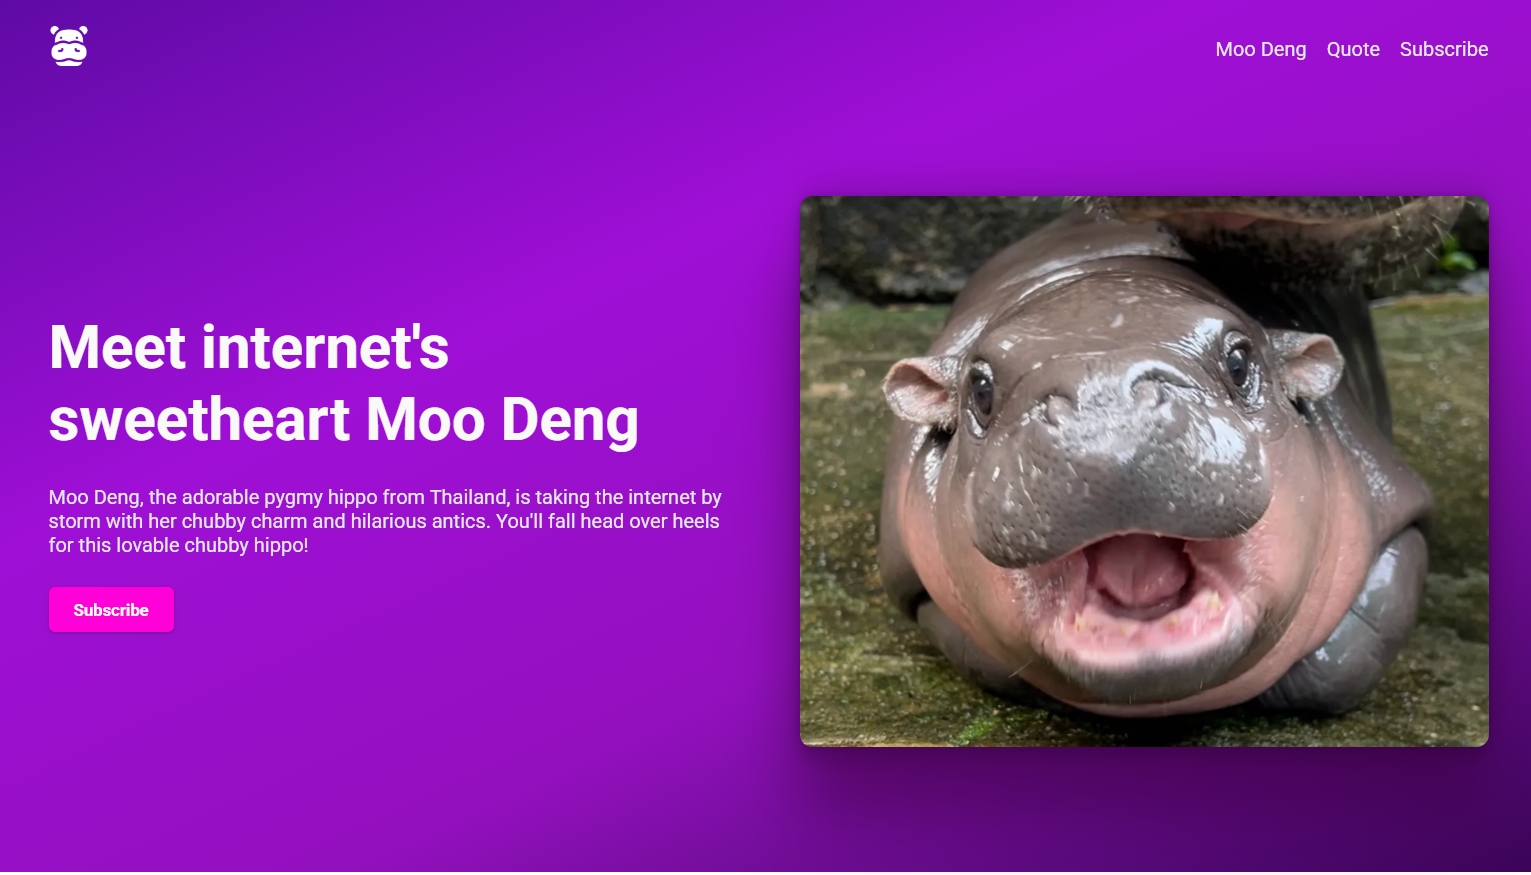 Moo Deng Quote Subscribe
Meet internet's
sweetheart Moo Deng
Moo Deng, the adorable pygmy hippo from Thailand, is taking the internet by
storm with her chubby charm and hilarious antics. You'll fall head over heels
for this lovable chubby hippo!
Subscribe